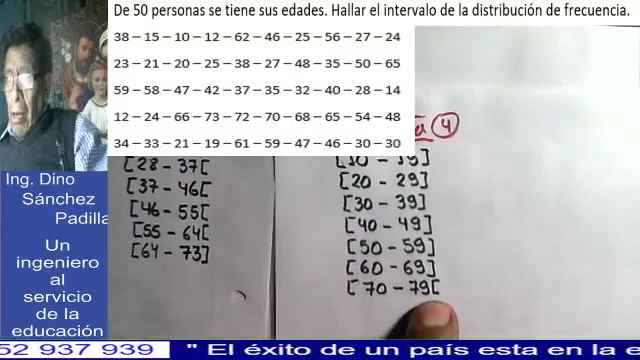 De 50 personas se tiene sus edades. Hallar el intervalo de la distribución de frecuencia.
38 – 15 – 10 – 12 – 62 – 46 – 25 – 56 – 27 – 24
23 – 21 – 20 – 25 – 38 – 27 – 48 – 35 – 50 – 65
59 – 58 – 47 – 42 – 37 – 35 – 32 – 40 – 28 – 14
12 – 24 – 66 – 73 – 72 – 70 – 68 – 65 – 54 – 48
34 – 33 – 21 – 19 – 61 – 59 – 47 – 46 – 30 – 30
4
[28 – 37[
[37 – 46[
[46 – 55[
[55 – 64[
[64 – 73]
[10 – 19]
[20 – 29]
[30 – 39]
[40 – 49]
[50 – 59]
[60 – 69]
[70 – 79[
Ing. Dino
Sánchez
Padilla
Un
ingeniero
al
servicio
de la
educación
52 937 939
" El éxito de un país esta en la e